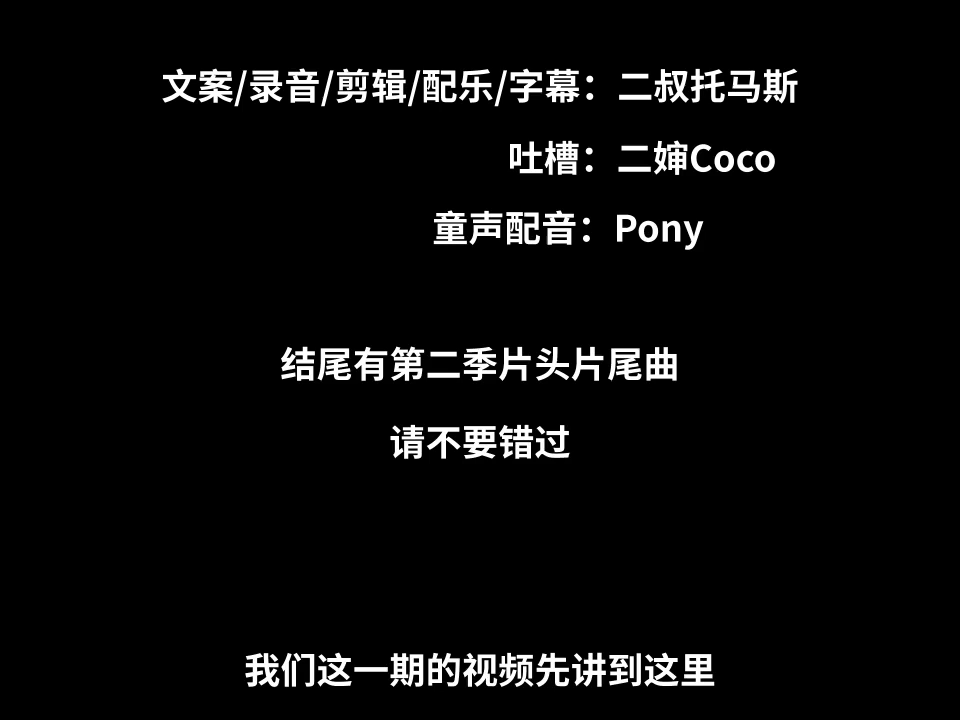 文案/录音/剪辑/配乐/字幕：二叔托马斯
吐槽：二婶Coco
童声配音：Pony
结尾有第二季片头片尾曲
请不要错过
我们这一期的视频先讲到这里